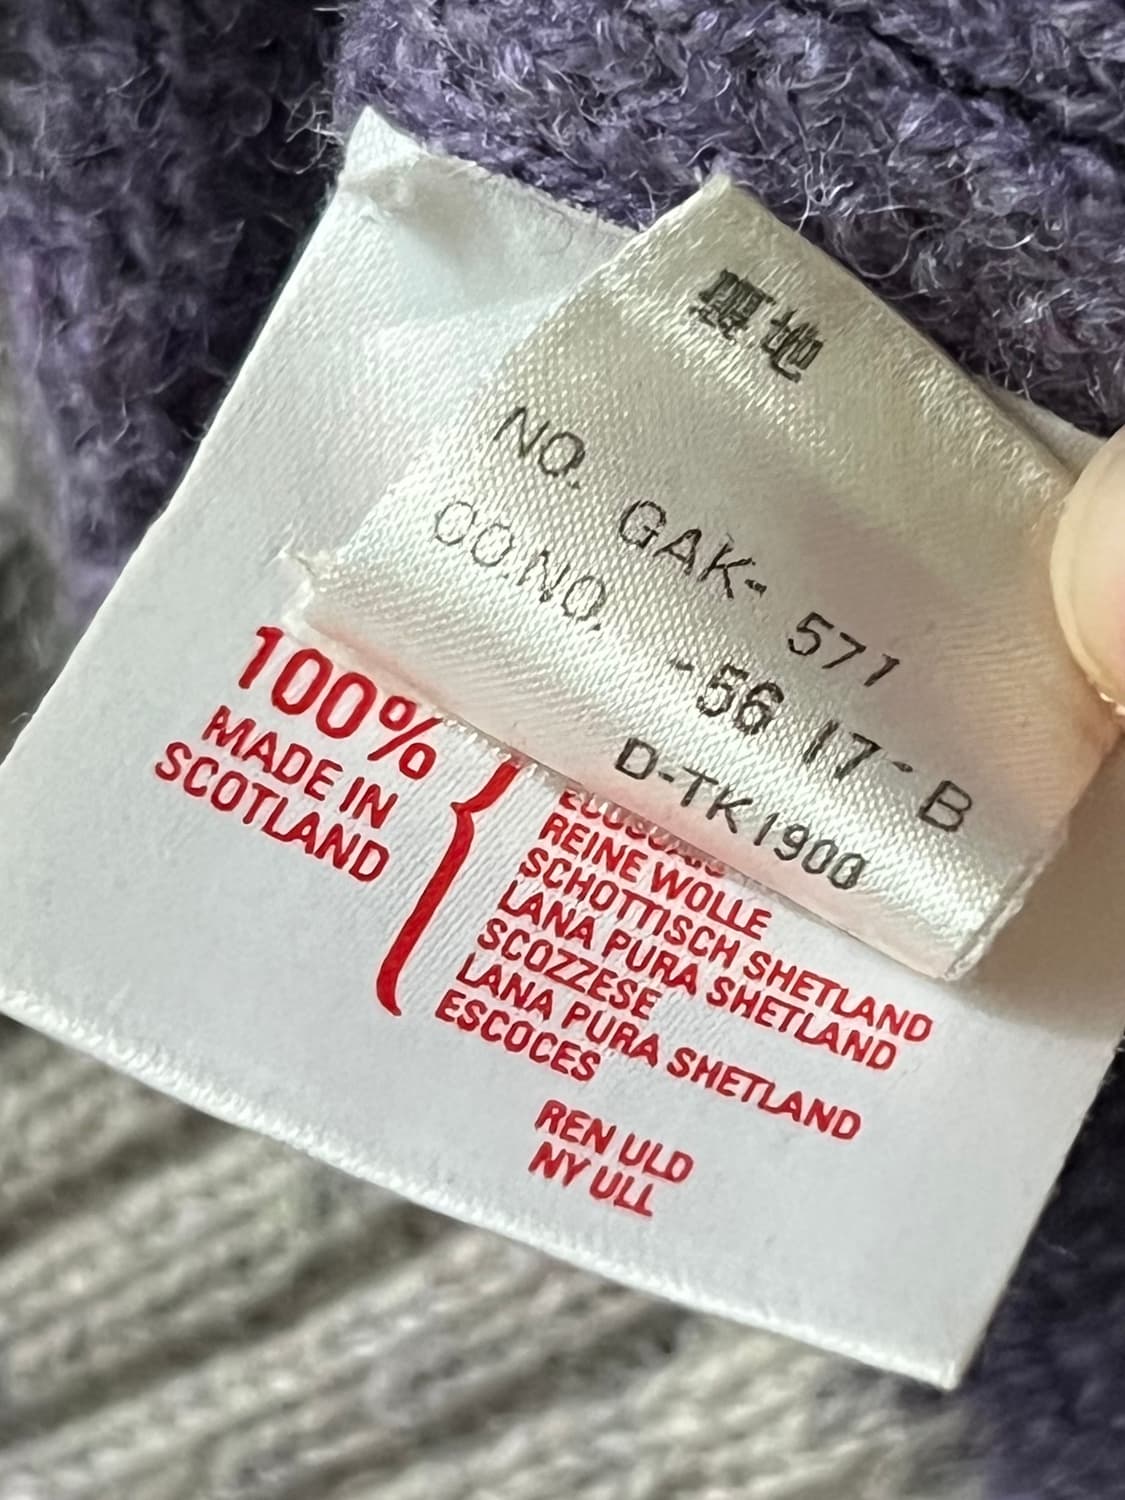 裏地
NO. GAK- 571
CO.NO. -56 17-B
D-TK1900
100%
MADE IN
SCOTLAND
REINE WOLLE
SCHOTTISCH SHETLAND
LANA PURA SHETLAND
SCOZZESE
LANA PURA SHETLAND
ESCOCES
REN ULD
NY ULL